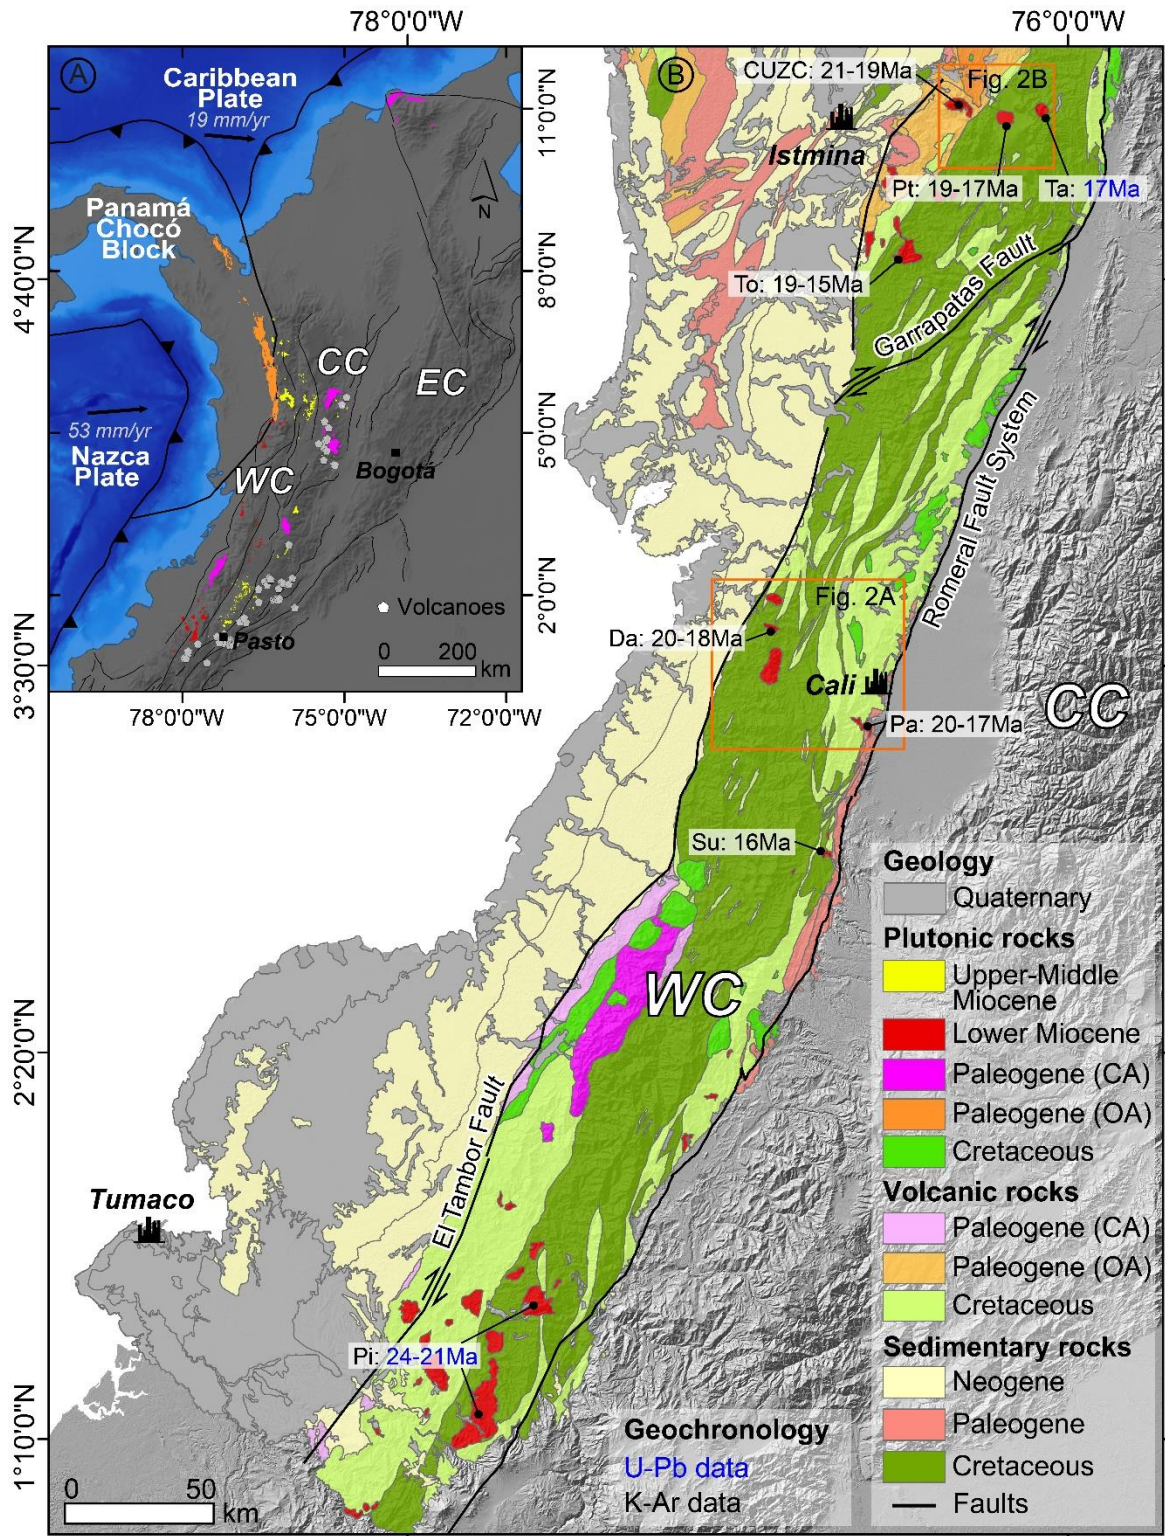 78°0'0"W
76°0'0"W
A
Caribbean
Plate
19 mm/yr
Panamá
Chocó
Block
N
CC
EC
53 mm/yr
Nazca
Plate
WC
Bogotá
Volcanoes
Pasto
0 200
km
11°0'0"N
8°0'0"N
5°0'0"N
2°0'0"N
78°0'0"W
75°0'0"W
72°0'0"W
4°40'0"N
3°30'0"N
2°20'0"N
1°10'0"N
B
CUZC: 21-19Ma
Fig. 2B
Istmina
Pt: 19-17Ma
Ta: 17Ma
To: 19-15Ma
Garrapatas Fault
Romeral Fault System
Fig. 2A
Da: 20-18Ma
Cali
CC
Pa: 20-17Ma
Su: 16Ma
WC
El Tambor Fault
Tumaco
Pi: 24-21Ma
0 50
km
Geochronology
U-Pb data
K-Ar data
Geology
Quaternary
Plutonic rocks
Upper-Middle
Miocene
Lower Miocene
Paleogene (CA)
Paleogene (OA)
Cretaceous
Volcanic rocks
Paleogene (CA)
Paleogene (OA)
Cretaceous
Sedimentary rocks
Neogene
Paleogene
Cretaceous
Faults